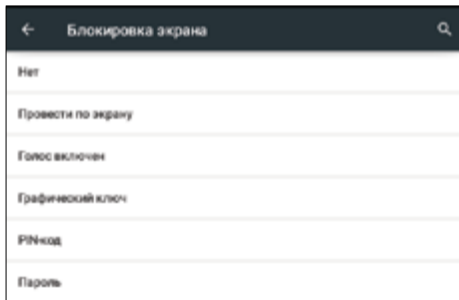 Блокировка экрана
Нет
Провести по экрану
Голос включен
Графический ключ
PIN-код
Пароль